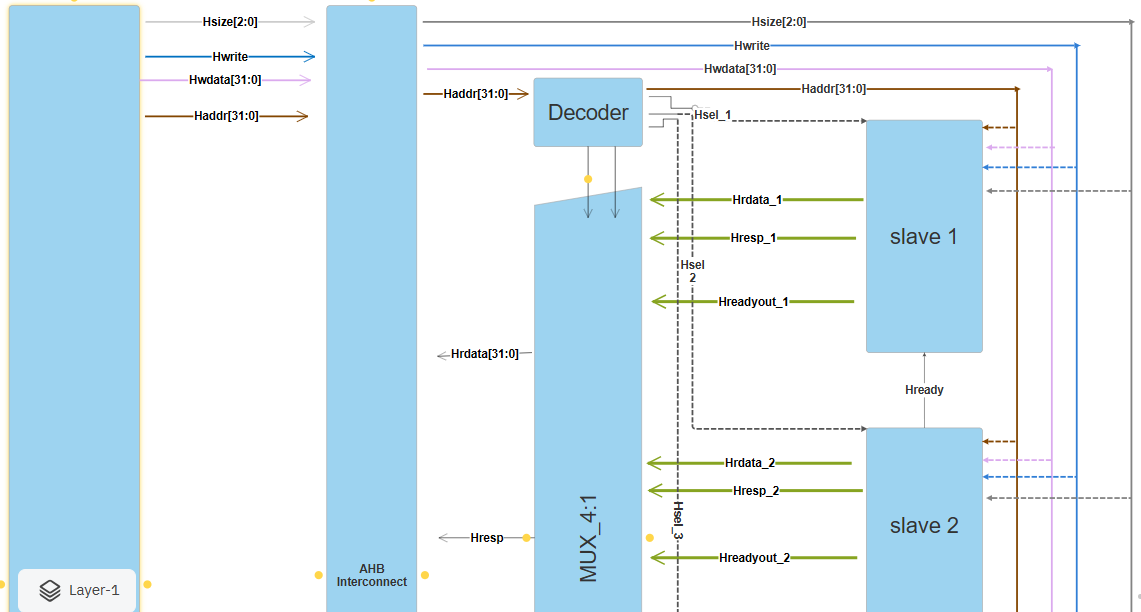 Hsize[2:0]
Hsize[2:0]
Hwrite
Hwrite
Hwdata[31:0]
Hwdata[31:0]
Haddr[31:0]
Haddr[31:0]
Haddr[31:0]
Decoder
Hsel_1
Hrdata_1
Hresp_1
slave 1
Hsel
2
Hreadyout_1
Hrdata[31:0]
Hready
Hrdata_2
Hresp_2
Hsel_3
slave 2
MUX_4:1
Hresp
Hreadyout_2
AHB
Interconnect
Layer-1